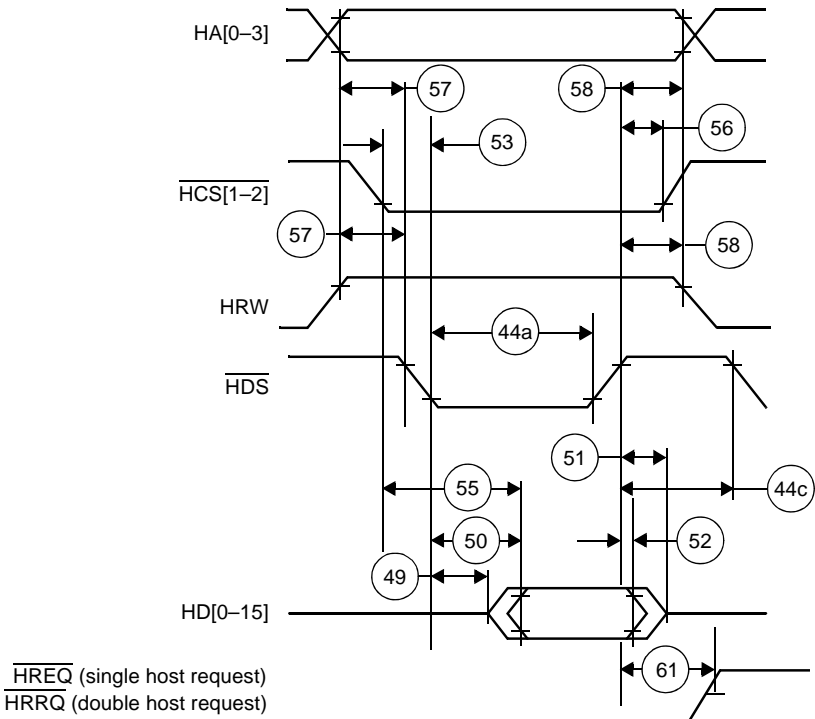 HA[0–3]
57
58
53
56
HCS[1–2]
57
58
HRW
44a
HDS
51
55
44c
50
52
49
HD[0–15]
HREQ (single host request)
61
HRRQ (double host request)